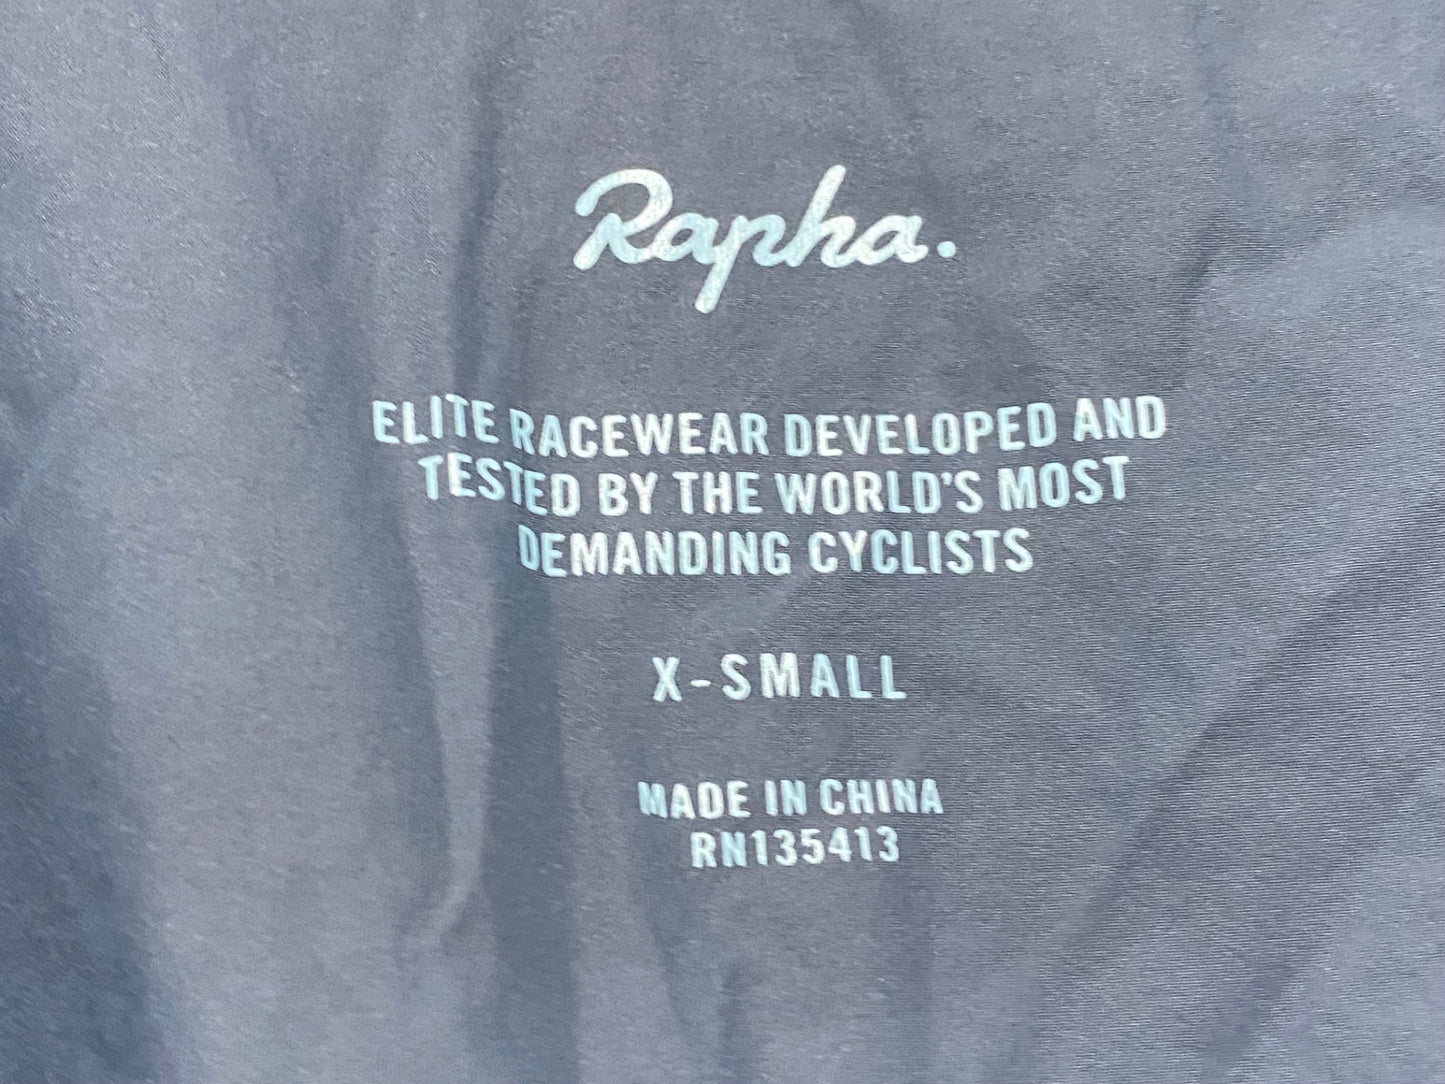 Rapha.
ELITE RACEWEAR DEVELOPED AND
TESTED BY THE WORLD'S MOST
DEMANDING CYCLISTS
X-SMALL
MADE IN CHINA
RN135413